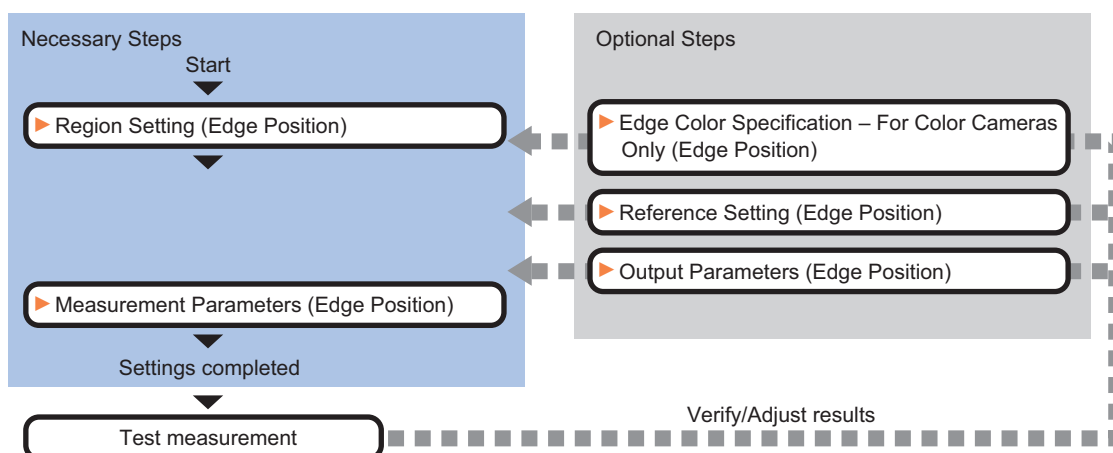 Necessary Steps
Start
Region Setting (Edge Position)
Measurement Parameters (Edge Position)
Settings completed
Test measurement
Optional Steps
Edge Color Specification – For Color Cameras
Only (Edge Position)
Reference Setting (Edge Position)
Output Parameters (Edge Position)
Verify/Adjust results